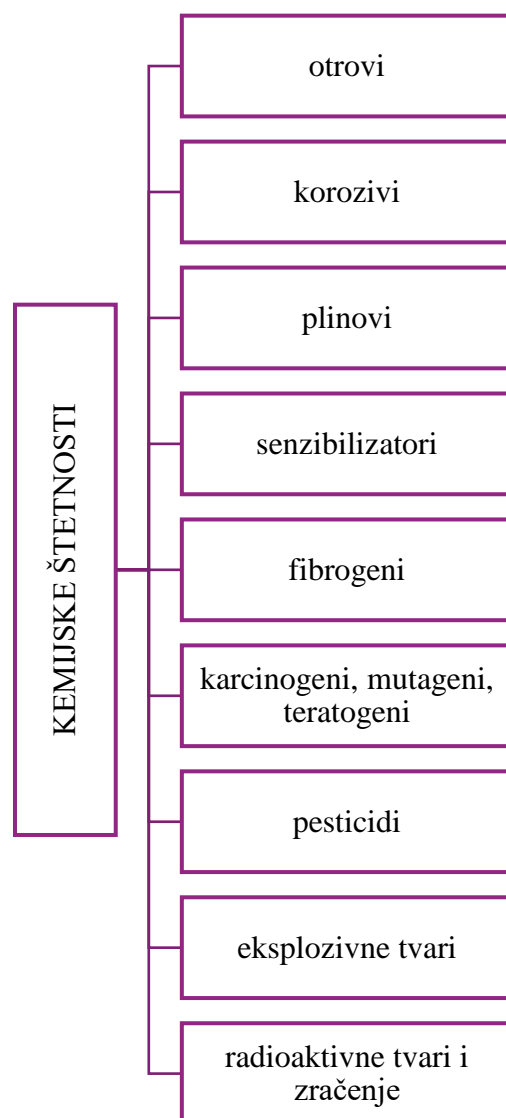 KEMIJSKE ŠTETNOSTI
otrovi
korozivi
plinovi
senzibilizatori
fibrogeni
karcinogeni, mutageni,
teratogeni
pesticidi
eksplozivne tvari
radioaktivne tvari i
zračenje